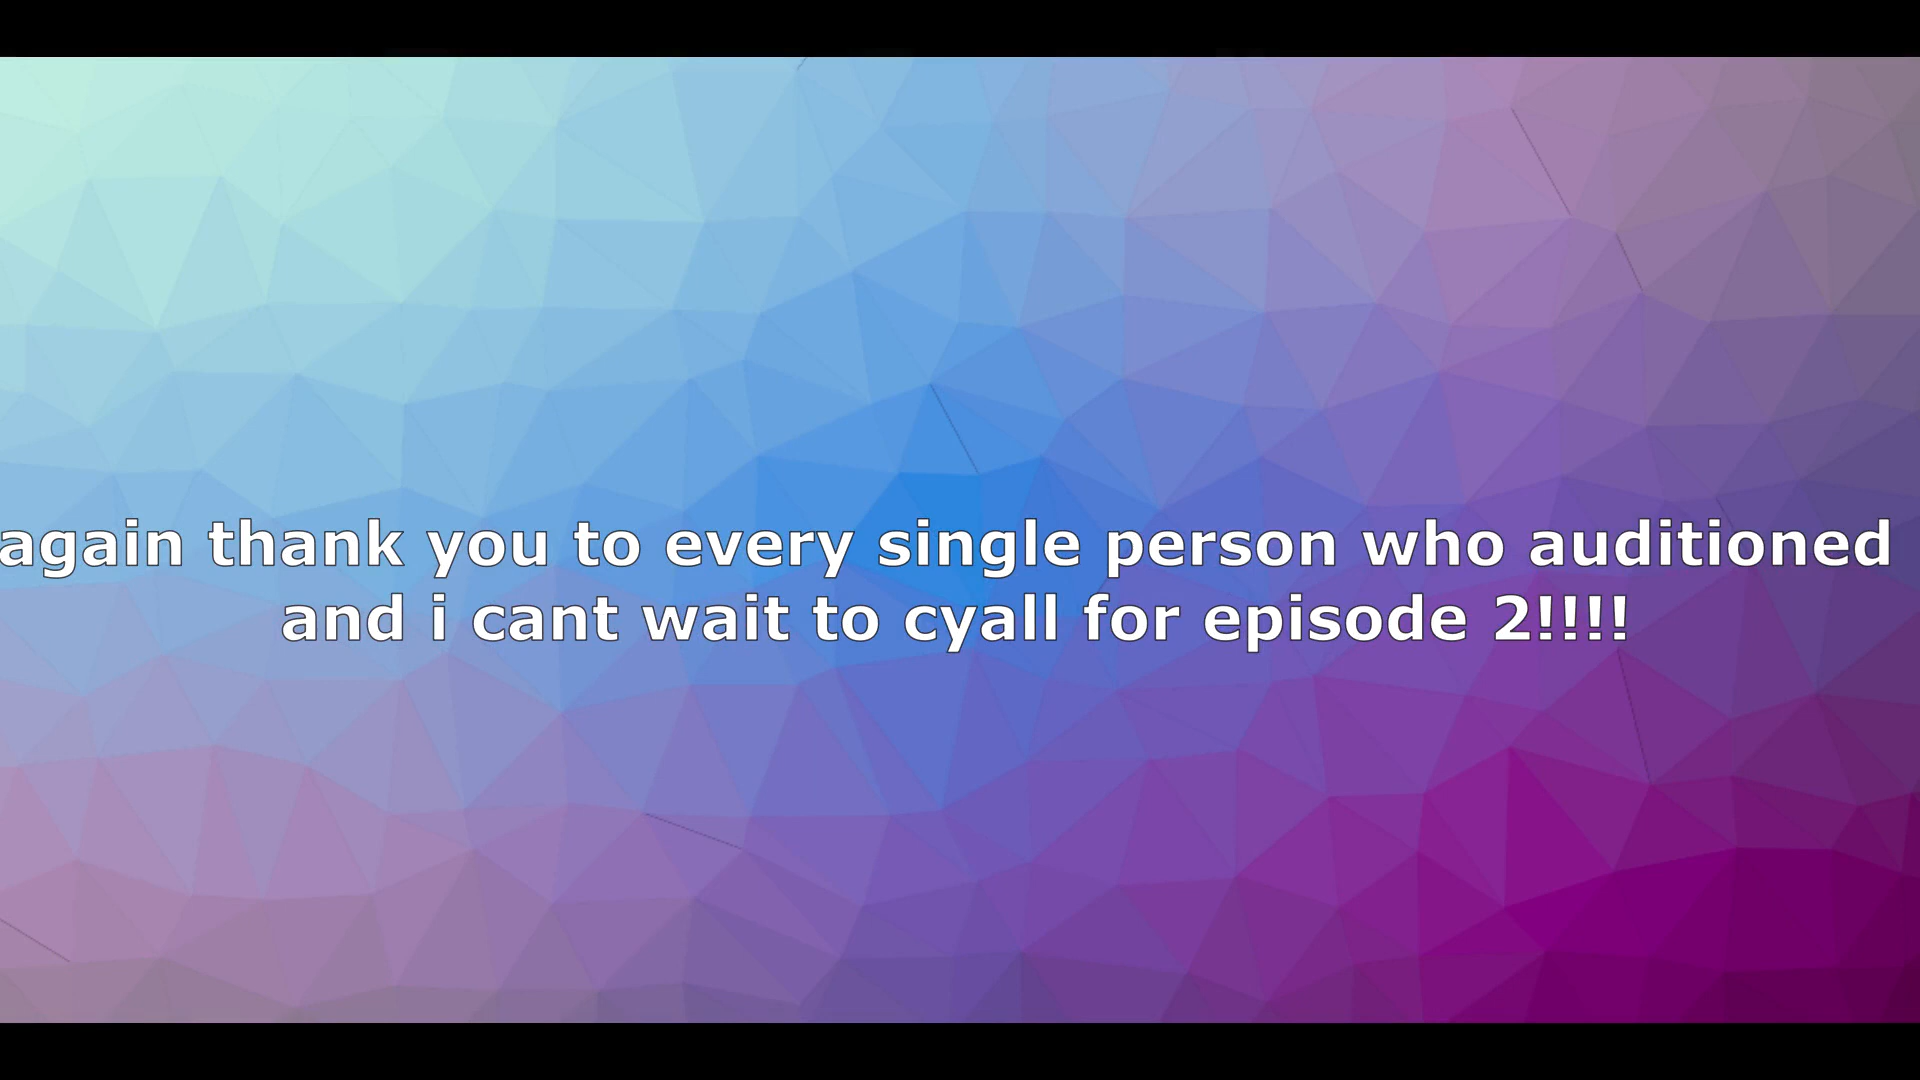 again thank you to every single person who auditioned
and i cant wait to cyall for episode 2!!!!